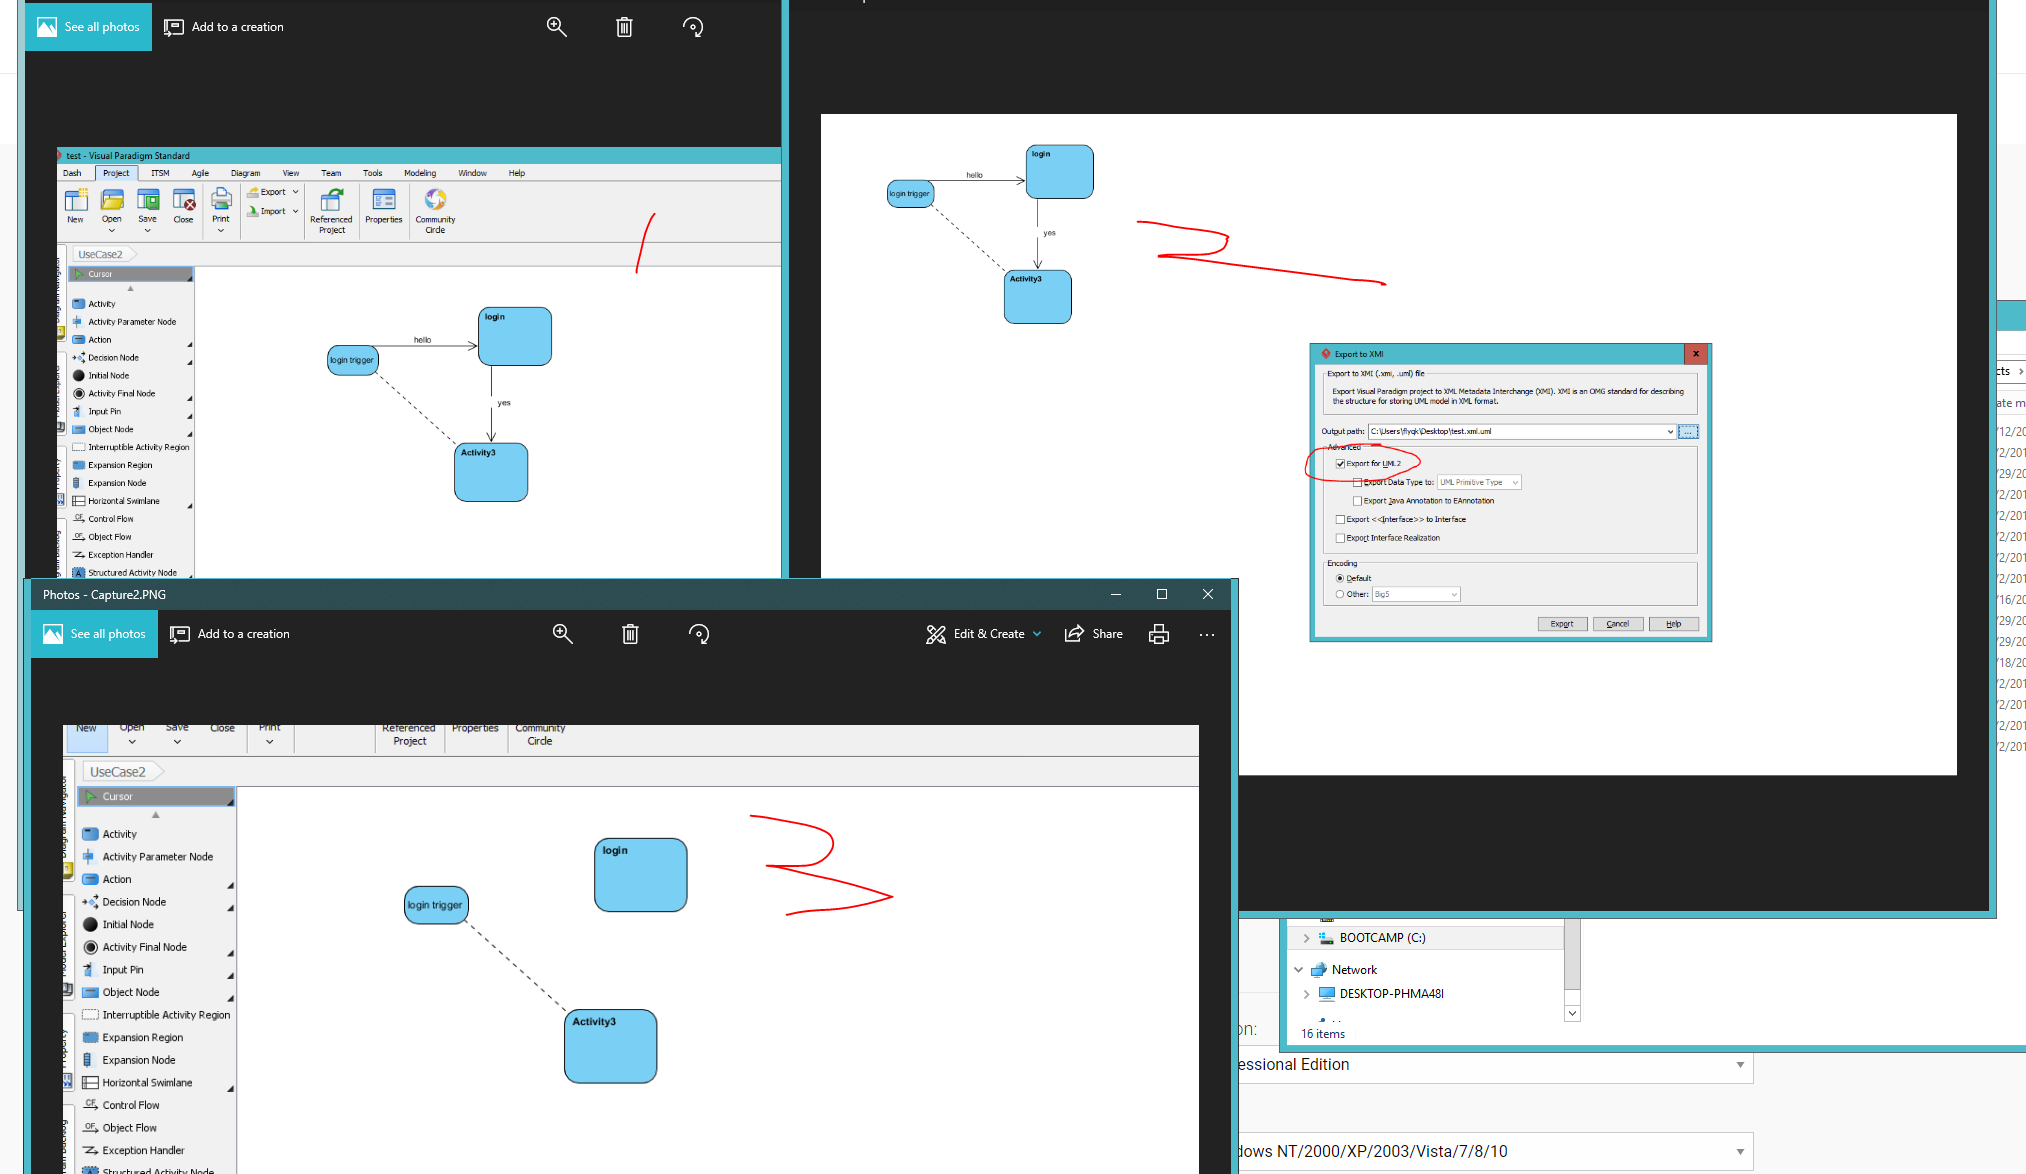 See all photos
Add to a creation
test - Visual Paradigm Standard
Dash Project ITSM Agile Diagram View Team Tools Modeling Window Help
New Open Save Close Print Export Import Referenced Project Properties Community Circle
UseCase2
Cursor
Activity
Activity Parameter Node
Action
Decision Node
Initial Node
Activity Final Node
Input Pin
Object Node
Interruptible Activity Region
Expansion Region
Expansion Node
Horizontal Swimlane
Control Flow
Object Flow
Exception Handler
Structured Activity Node
login
hello
login trigger
yes
Activity3
1
login
hello
login trigger
yes
Activity3
2
Export to XMI
Export to XMI (.xmi, .uml) file
Export Visual Paradigm project to XML Metadata Interchange (XMI). XMI is an OMG standard for describing
the structure for storing UML model in XML format.
Output path: C:\Users\flyqk\Desktop\test.xml.uml ...
Advanced
Export for UML2
Export Data Type to: UML Primitive Type
Export Java Annotation to EAnnotation
Export <<Interface>> to Interface
Export Interface Realization
Encoding
Default
Other: Big5
Export Cancel Help
Photos - Capture2.PNG
See all photos
Add to a creation
Edit & Create
Share
New Open Save Close Print Referenced Project Properties Community Circle
UseCase2
Cursor
Activity
Activity Parameter Node
Action
Decision Node
Initial Node
Activity Final Node
Input Pin
Object Node
Interruptible Activity Region
Expansion Region
Expansion Node
Horizontal Swimlane
Control Flow
Object Flow
Exception Handler
Structured Activity Node
login
login trigger
Activity3
3
cts
ate m
/12/20
/2/201
/29/20
/2/201
/2/201
/2/201
/2/201
/2/201
/16/20
/29/20
/29/20
/18/20
/2/201
/2/201
/2/201
/2/201
BOOTCAMP (C:)
Network
DESKTOP-PHMA48I
16 items
on:
essional Edition
dows NT/2000/XP/2003/Vista/7/8/10